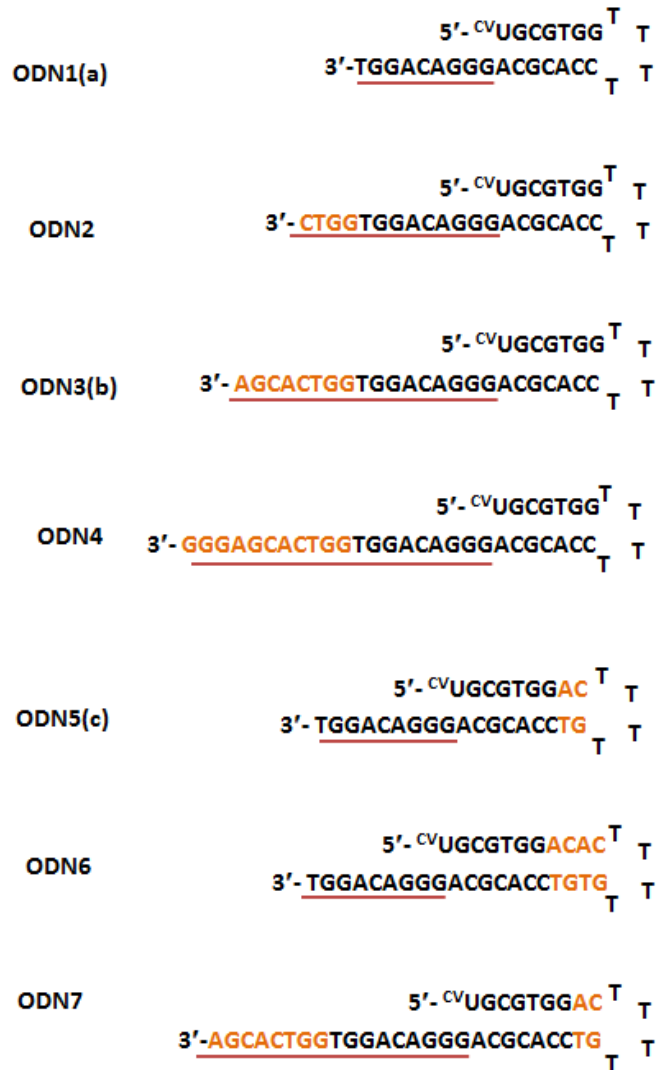 5′- CVUGCGTGG T T
ODN1(a) 3′-TGGACAGGGACGCACC T T
5′- CVUGCGTGG T T
ODN2 3′- CTGGTGGACAGGGACGCACC T T
5′- CVUGCGTGG T T
ODN3(b) 3′- AGCACTGGTGGACAGGGACGCACC T T
5′- CVUGCGTGG T T
ODN4 3′- GGGAGCACTGGTGGACAGGGACGCACC T T
5′- CVUGCGTGGAC T T
ODN5(c) 3′- TGGACAGGGACGCACCTG T T
5′- CVUGCGTGGACAC T T
ODN6 3′- TGGACAGGGACGCACCTGTG T T
5′- CVUGCGTGGAC T T
ODN7 3′-AGCACTGGTGGACAGGGACGCACCTG T T